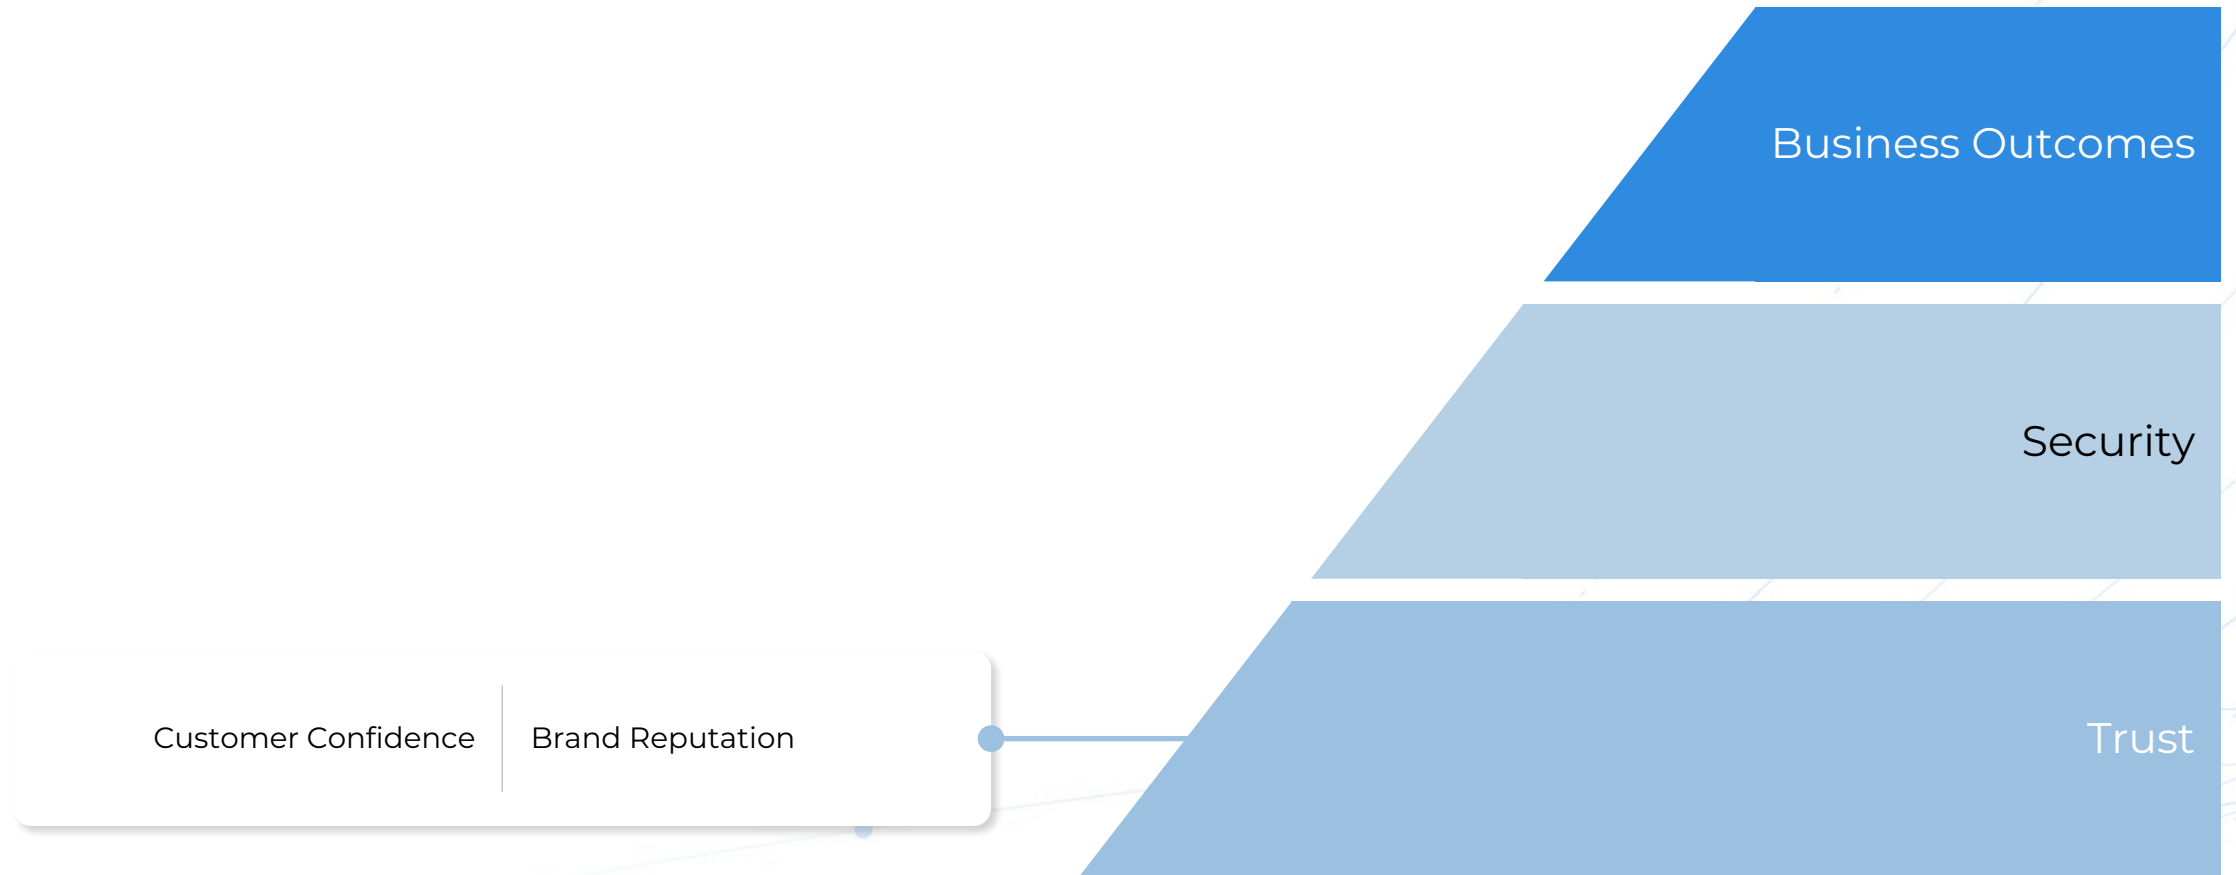 Business Outcomes
Security
Customer Confidence
Brand Reputation
Trust